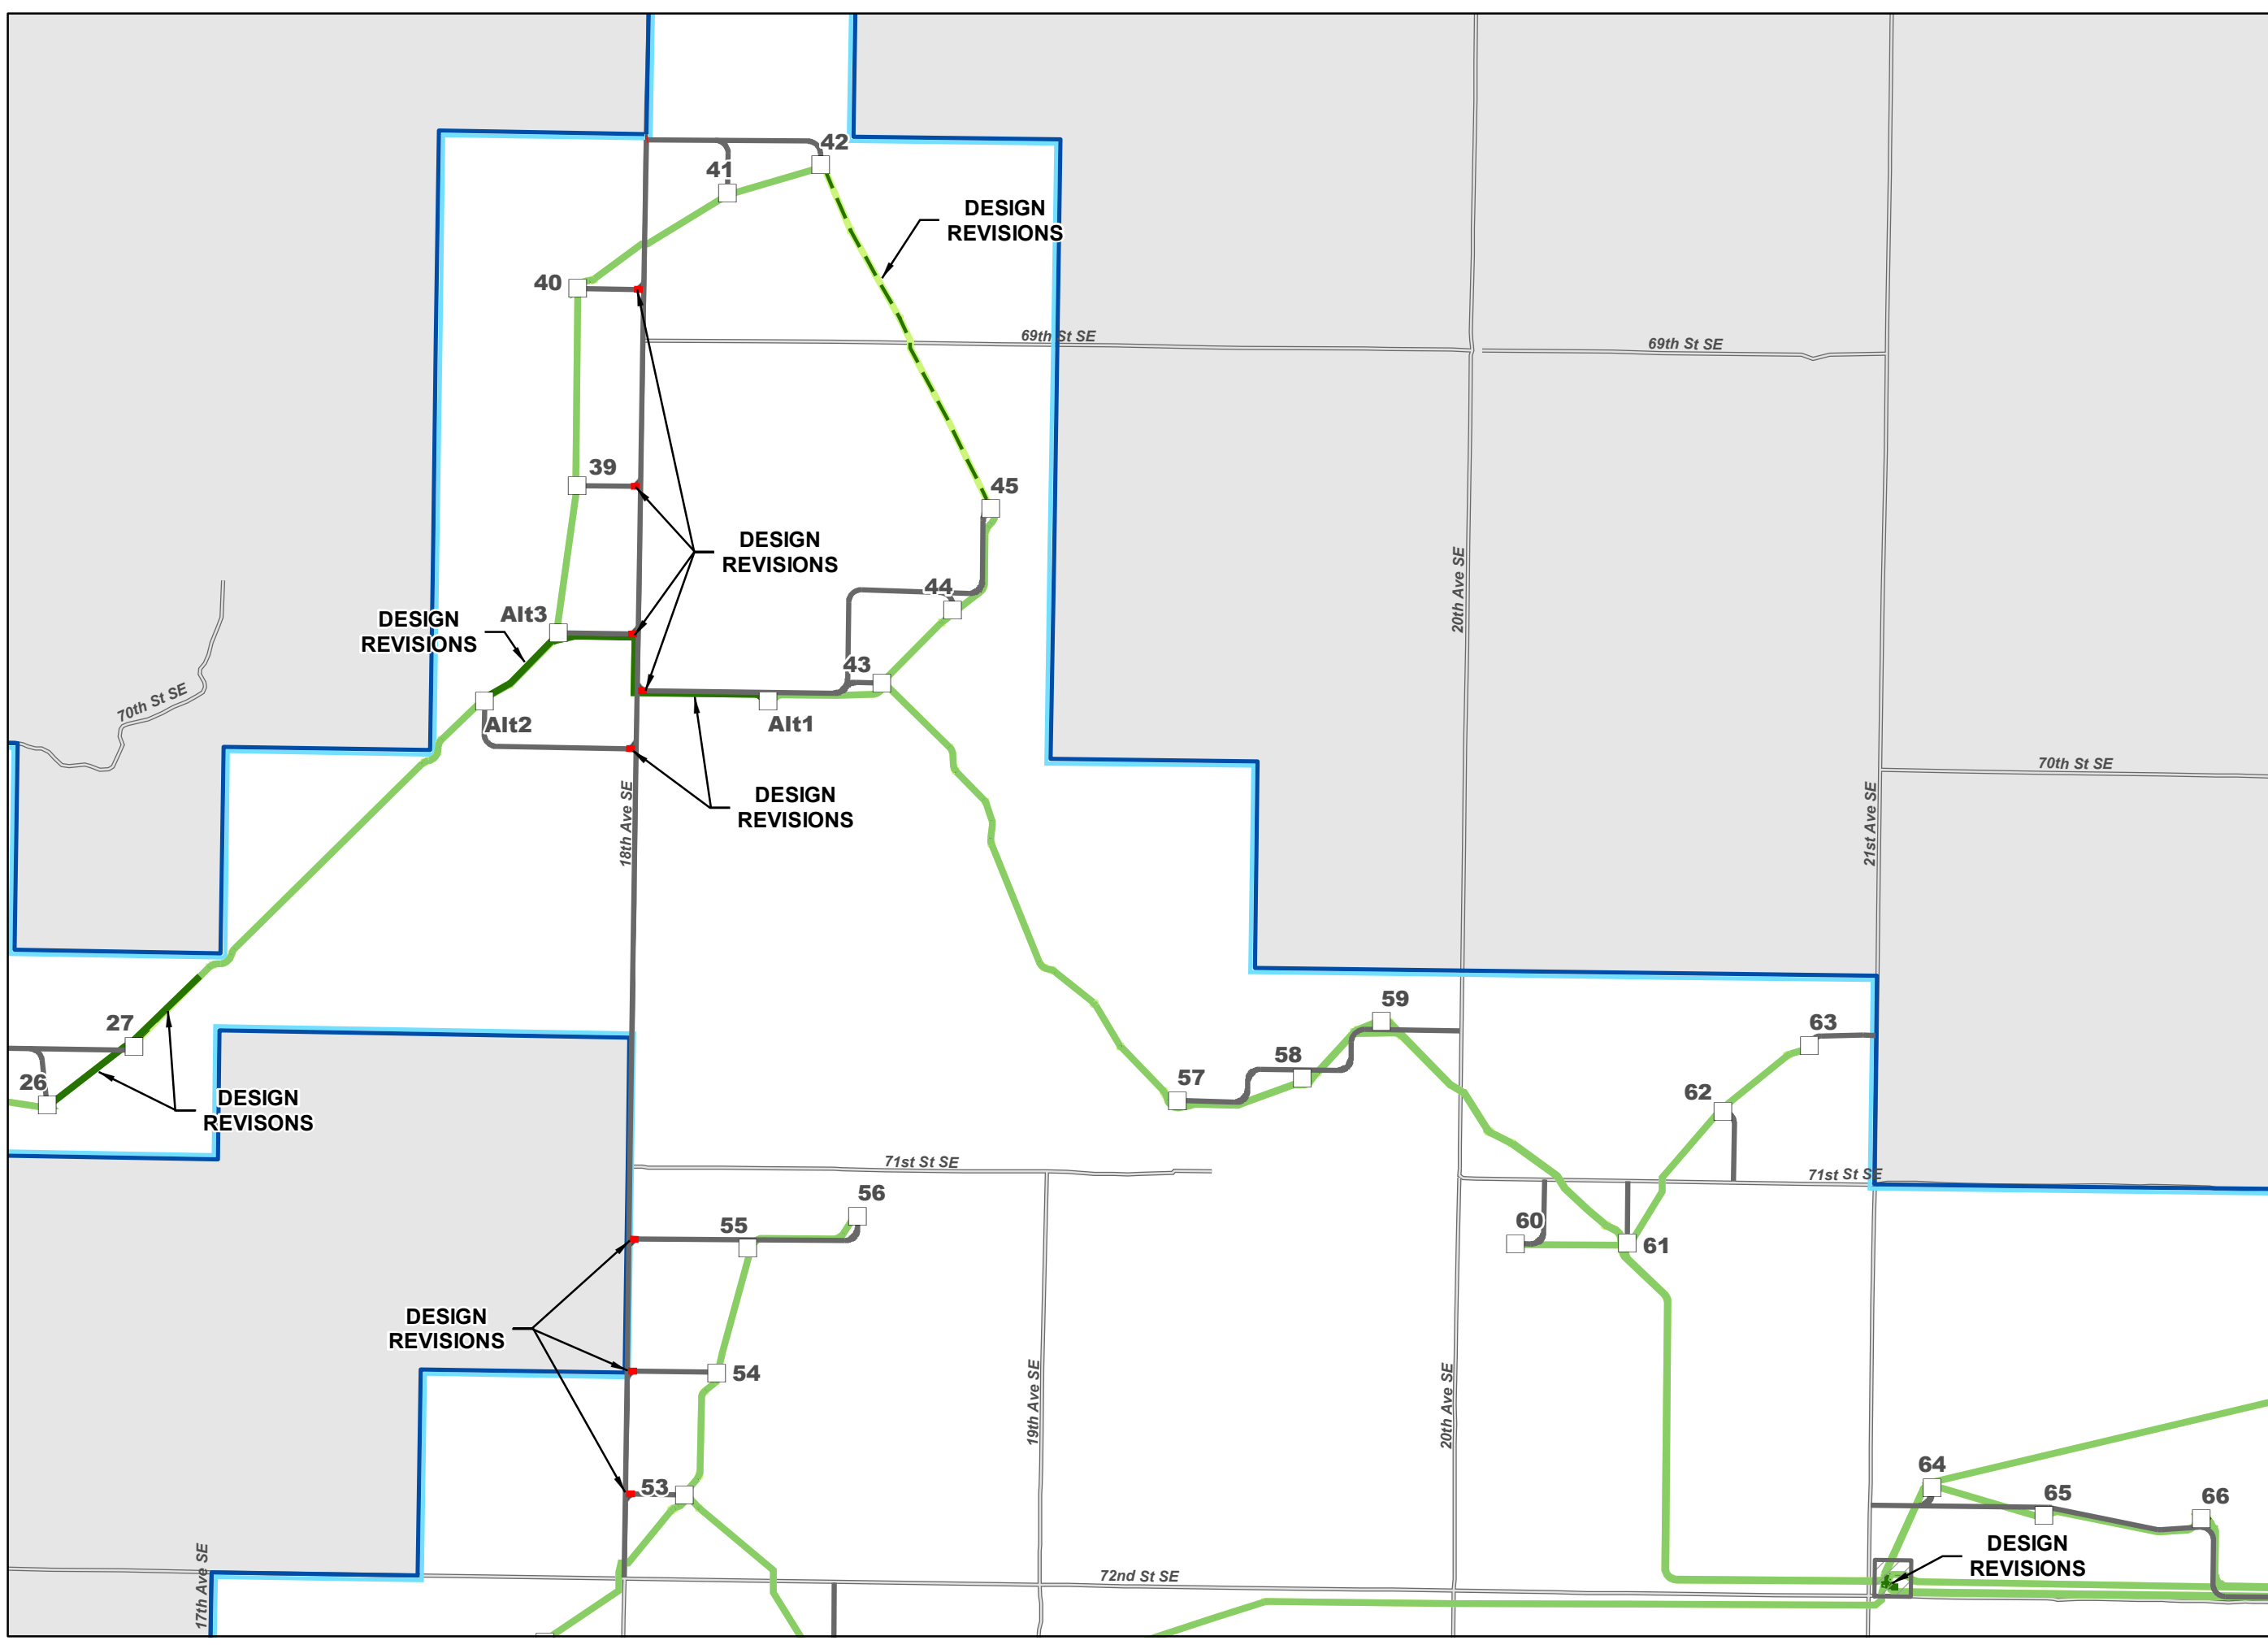 42
41
DESIGN
REVISIONS
40
69th St SE
69th St SE
39
45
DESIGN
REVISIONS
20th Ave SE
44
Alt3
DESIGN
REVISIONS
43
70th St SE
Alt2
Alt1
70th St SE
DESIGN
REVISIONS
18th Ave SE
21st Ave SE
59
27
63
58
26
57
62
DESIGN
REVISONS
71st St SE
71st St SE
56
55
60
61
DESIGN
REVISIONS
54
19th Ave SE
20th Ave SE
53
64
65
66
DESIGN
REVISIONS
72nd St SE
17th Ave SE